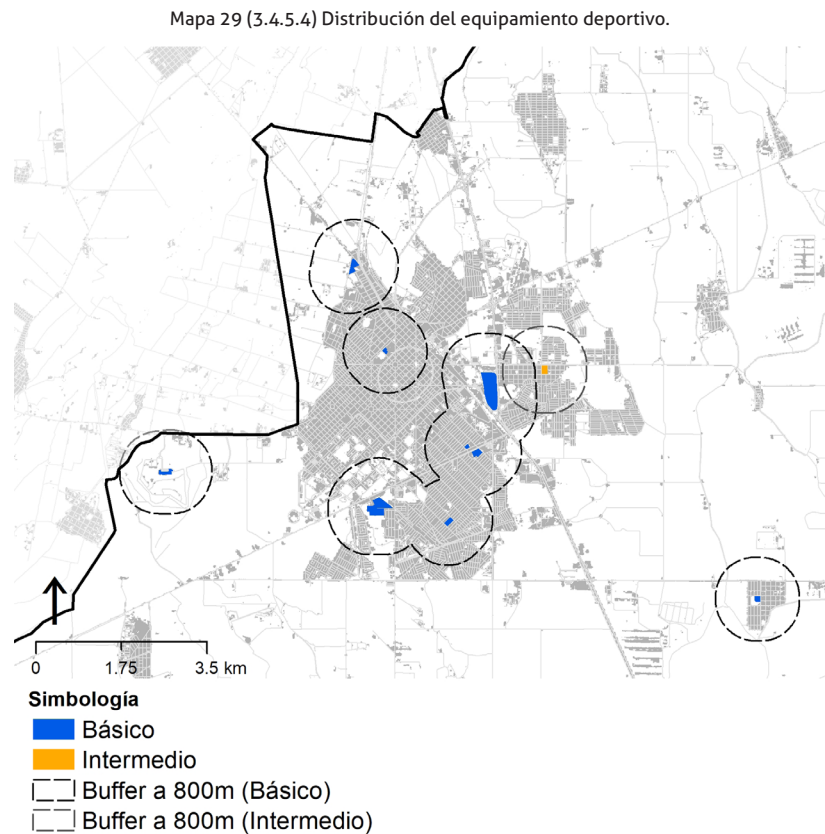 Mapa 29 (3.4.5.4) Distribución del equipamiento deportivo.
0 1.75 3.5 km
Simbología
Básico
Intermedio
Buffer a 800m (Básico)
Buffer a 800m (Intermedio)